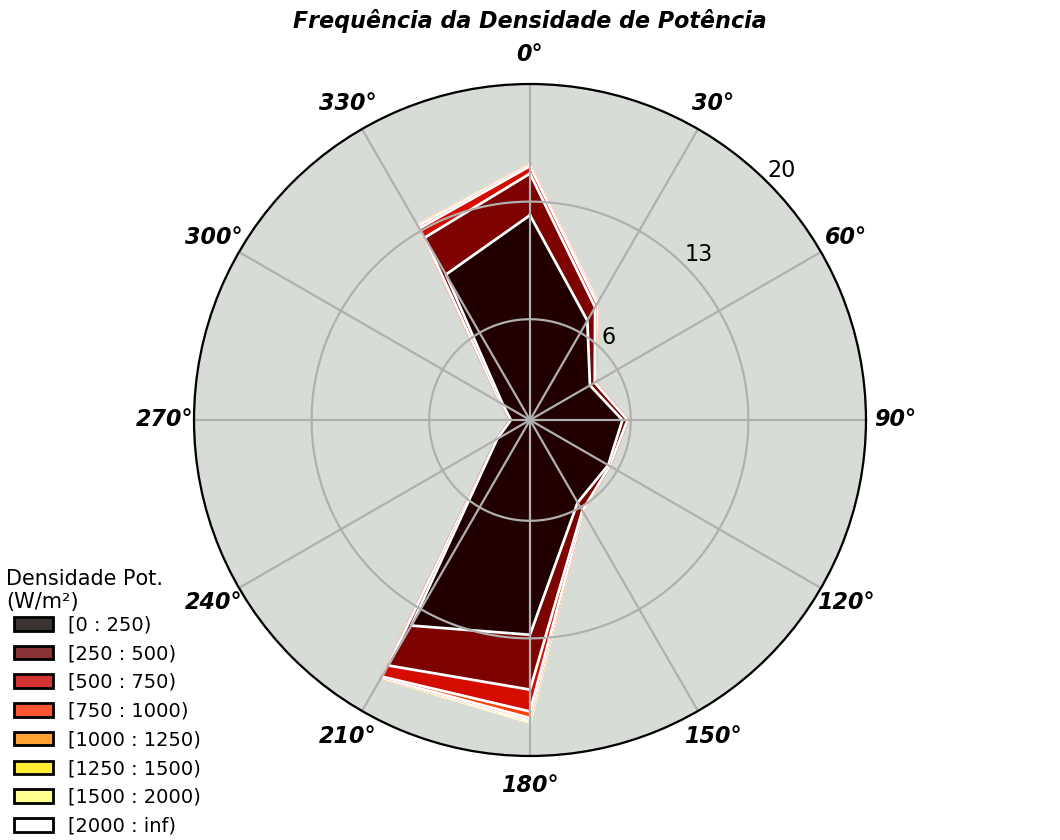 Frequência da Densidade de Potência
0°
330°
30°
20
300°
60°
13
6
270°
90°
240°
120°
210°
150°
180°
Densidade Pot.
(W/m²)
[0 : 250)
[250 : 500)
[500 : 750)
[750 : 1000)
[1000 : 1250)
[1250 : 1500)
[1500 : 2000)
[2000 : inf)